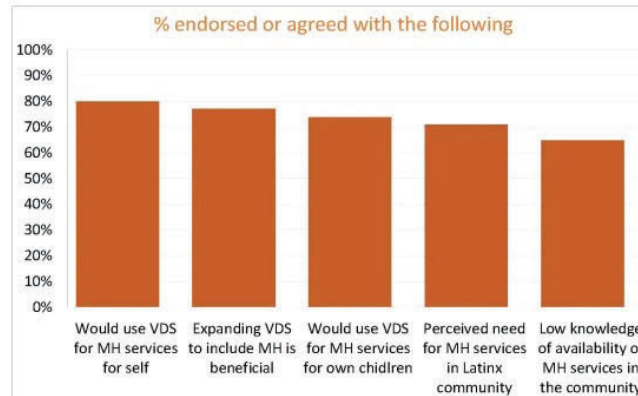 % endorsed or agreed with the following
100%
90%
80%
70%
60%
50%
40%
30%
20%
10%
0%
Would use VDS
for MH services
for self
Expanding VDS
to include MH is
beneficial
Would use VDS
for MH services
for own chidlren
Perceived need
for MH services
in Latinx
community
Low knowledge
of availability o
MH services in
the community